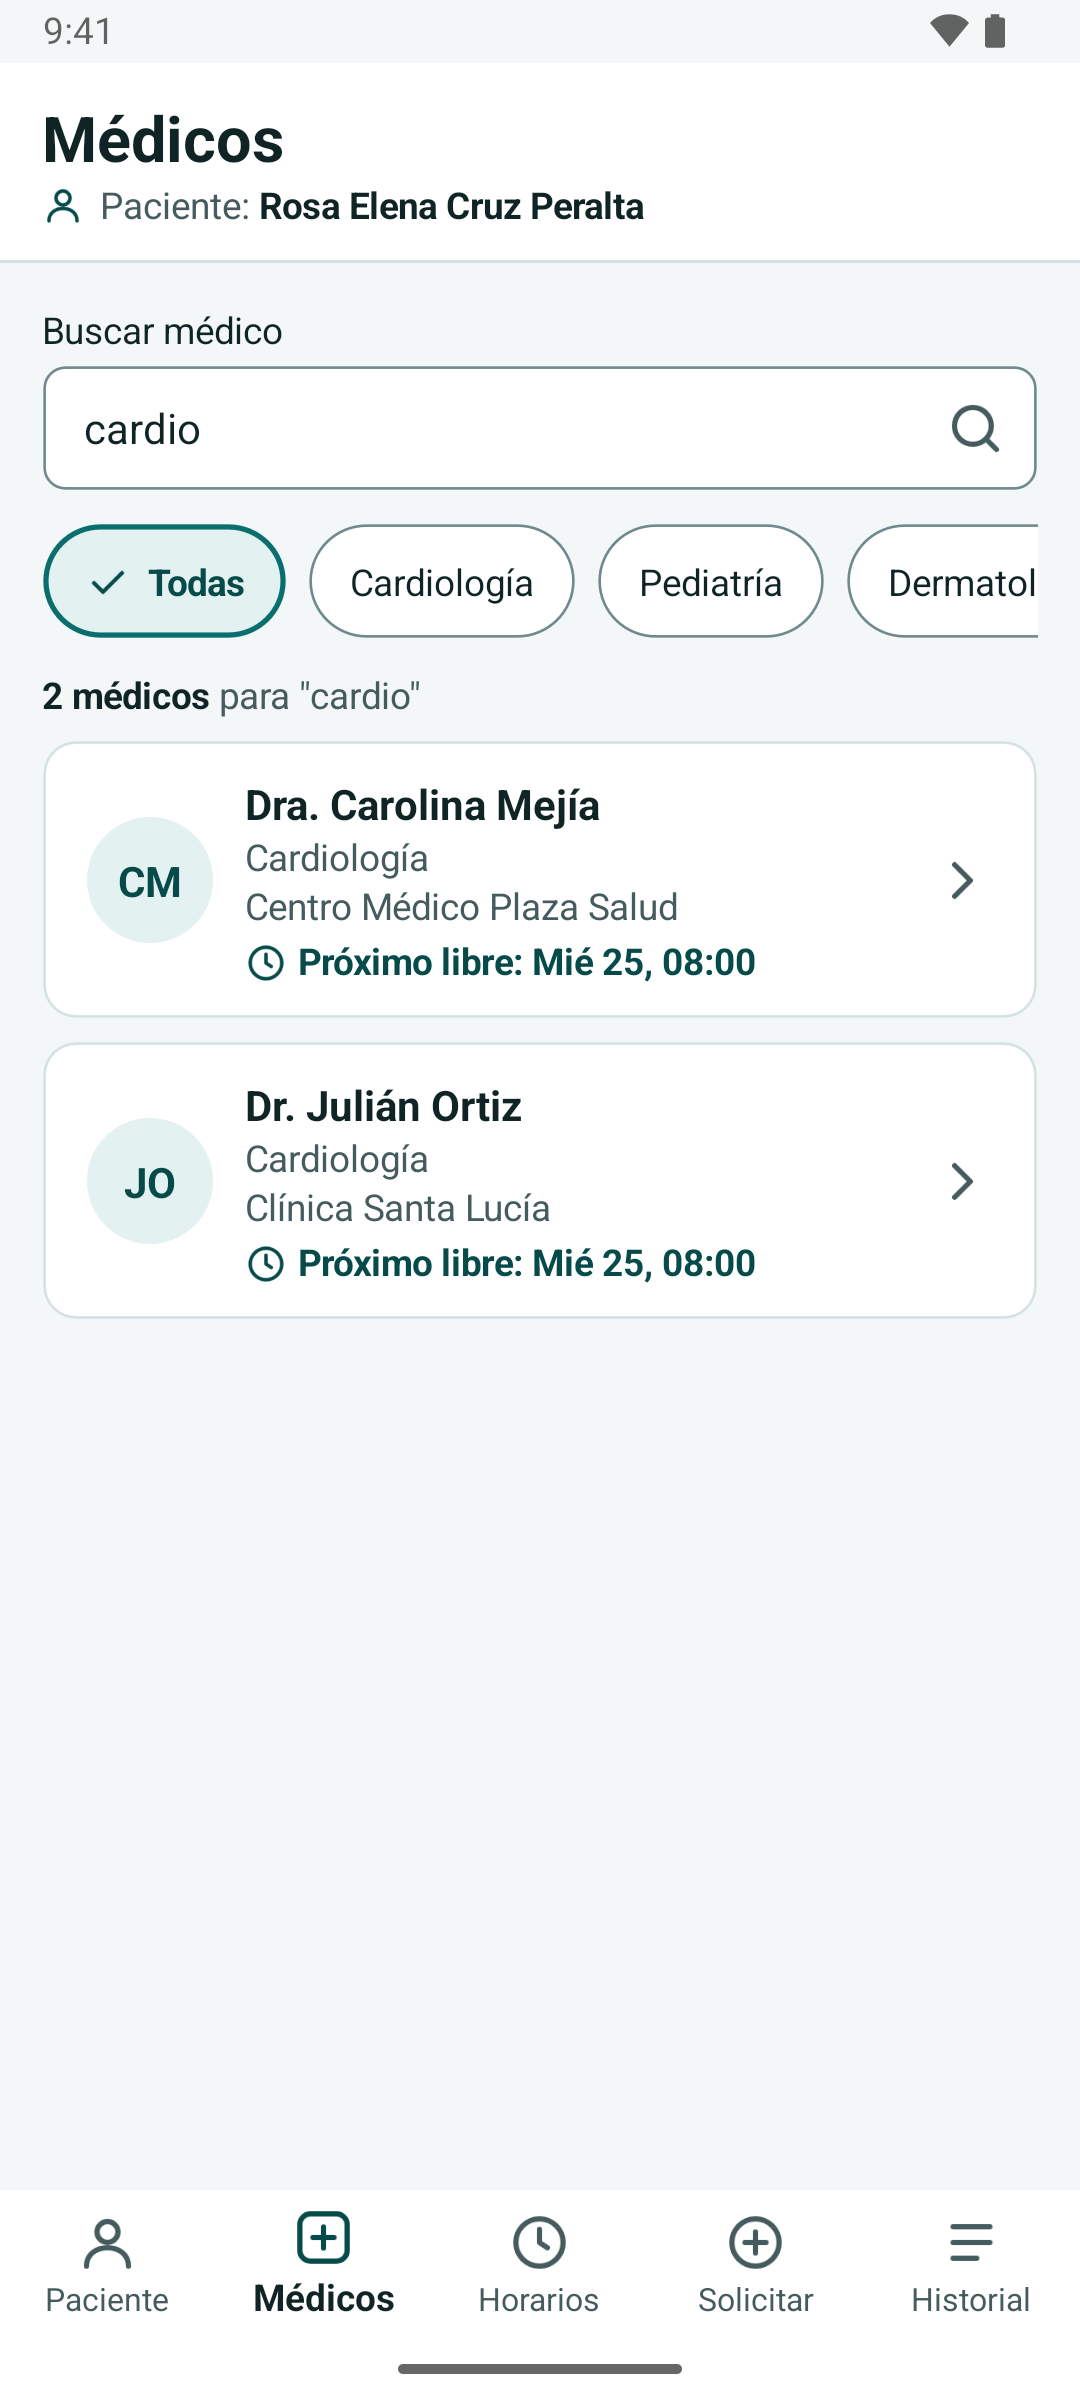 9:41
Médicos
Paciente: Rosa Elena Cruz Peralta
Buscar médico
cardio
Todas
Cardiología
Pediatría
Dermatol
2 médicos para "cardio"
CM
Dra. Carolina Mejía
Cardiología
Centro Médico Plaza Salud
Próximo libre: Mié 25, 08:00
JO
Dr. Julián Ortiz
Cardiología
Clínica Santa Lucía
Próximo libre: Mié 25, 08:00
Paciente
Médicos
Horarios
Solicitar
Historial